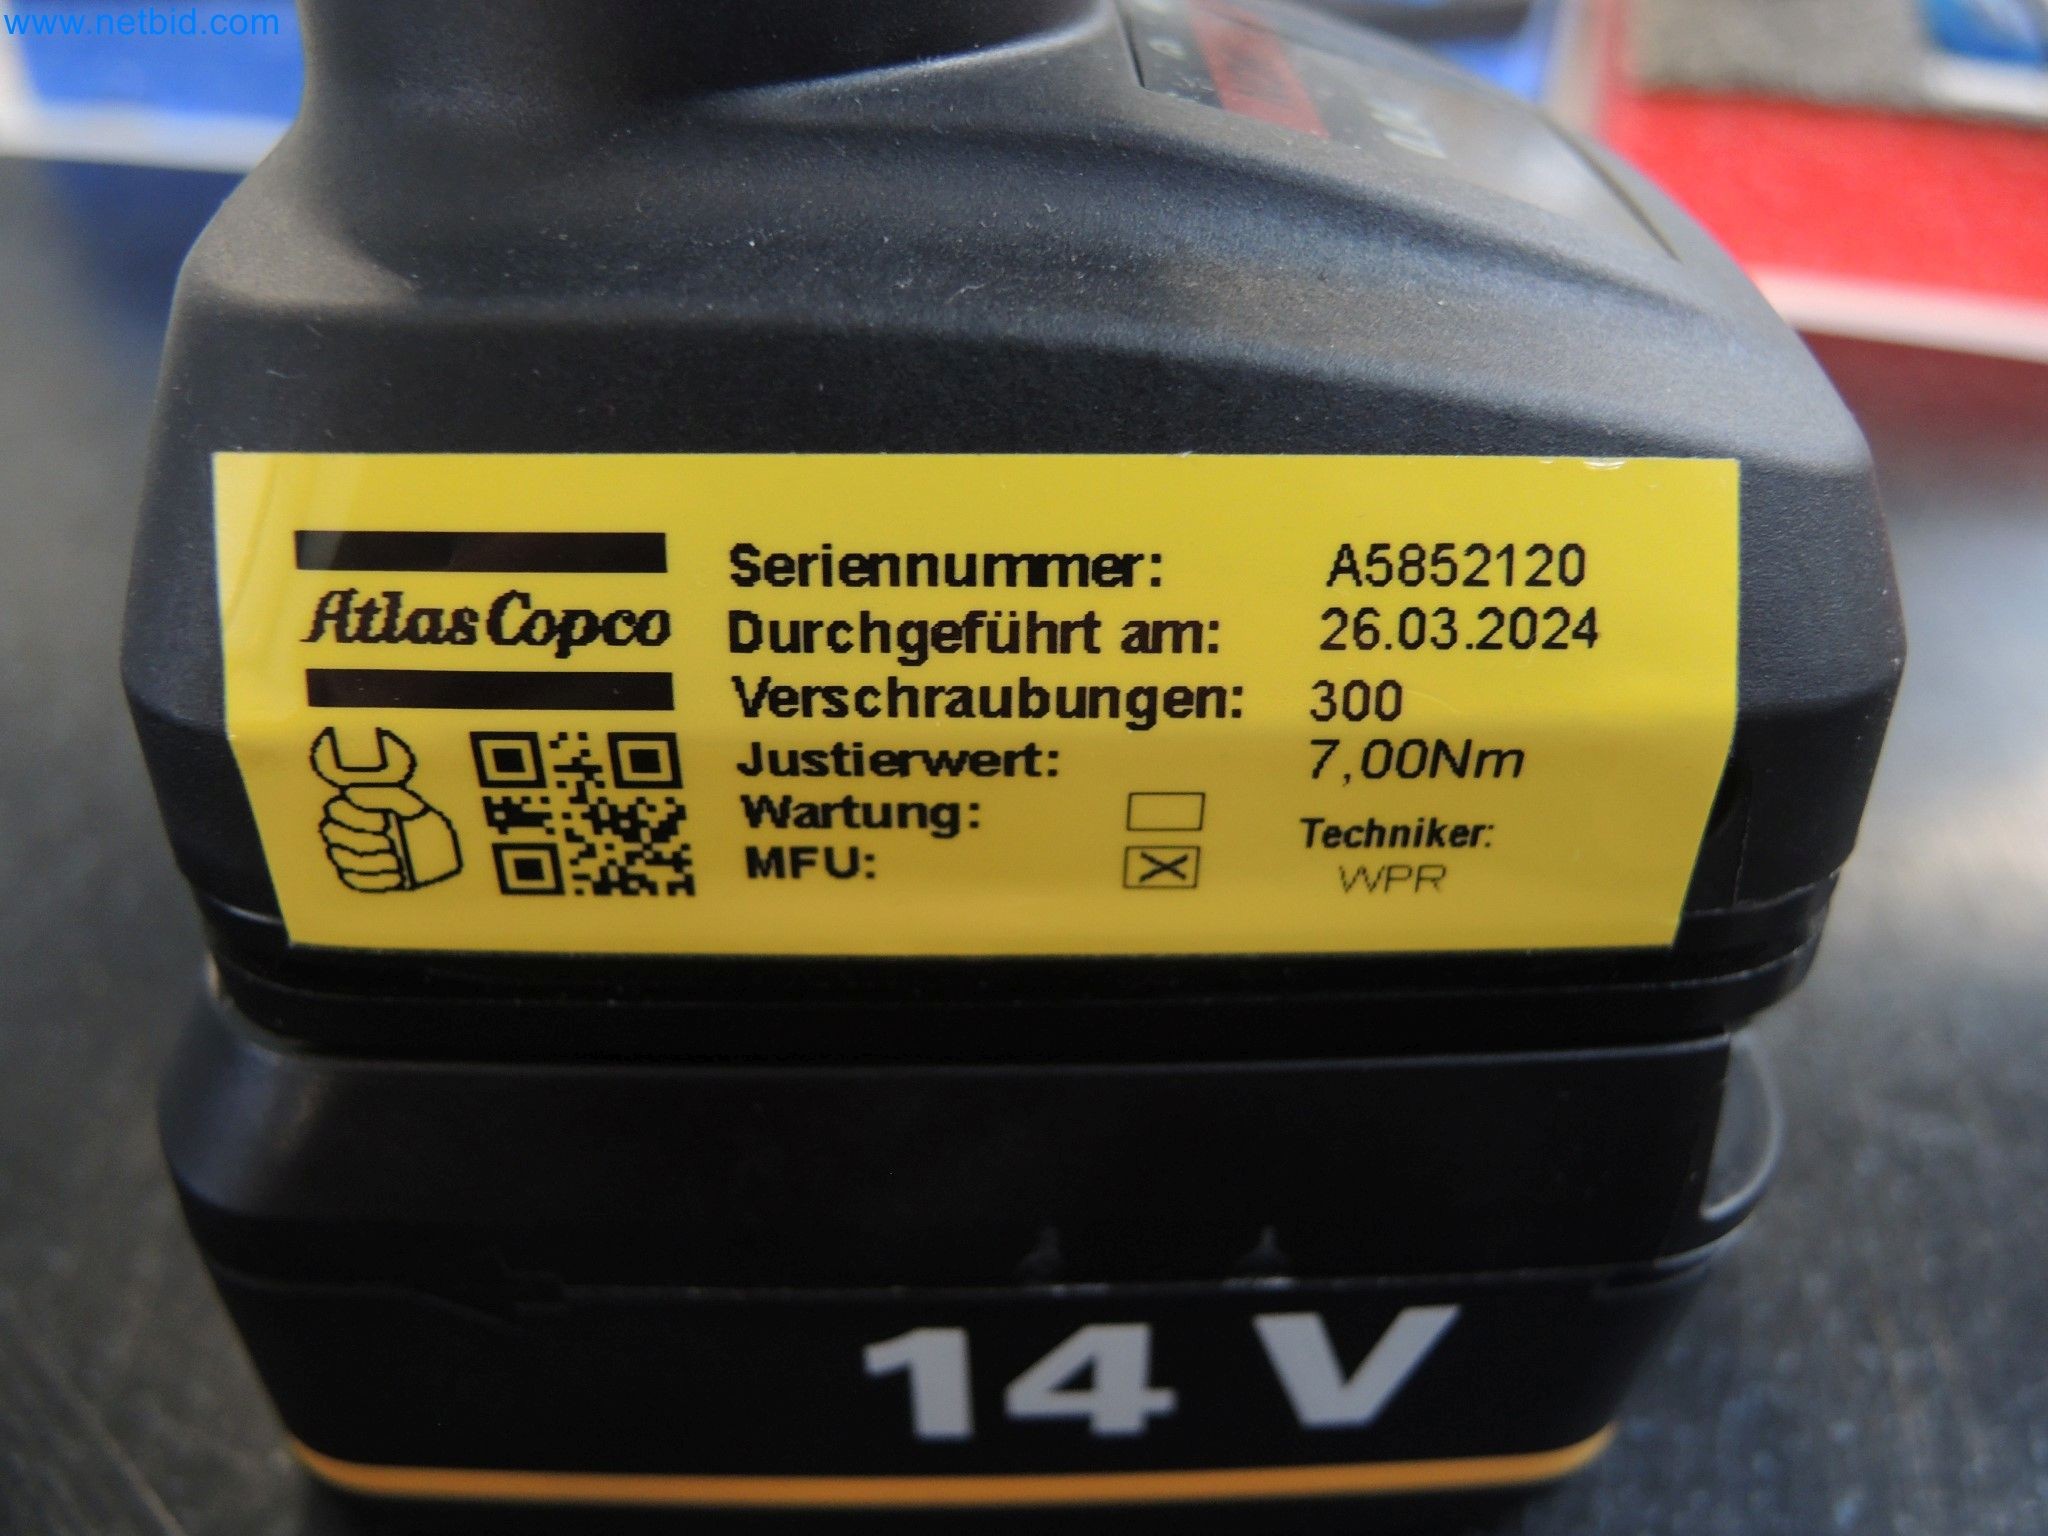 www.netbid.com
Atlas Copco
Seriennummer: A5852120
Durchgeführt am: 26.03.2024
Verschraubungen: 300
Justierwert: 7,00Nm
Wartung:
MFU: X
Techniker:
WPR
14 V